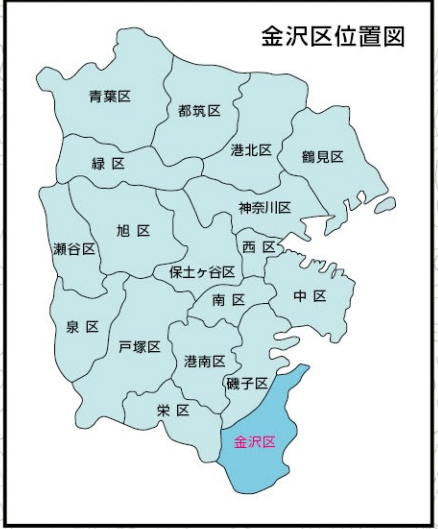 金沢区位置図
青葉区
都筑区
港北区
鶴見区
緑 区
神奈川区
旭 区
西 区
瀬谷区
保土ヶ谷区
南 区
中 区
泉 区
戸塚区
港南区
磯子区
栄 区
金沢区